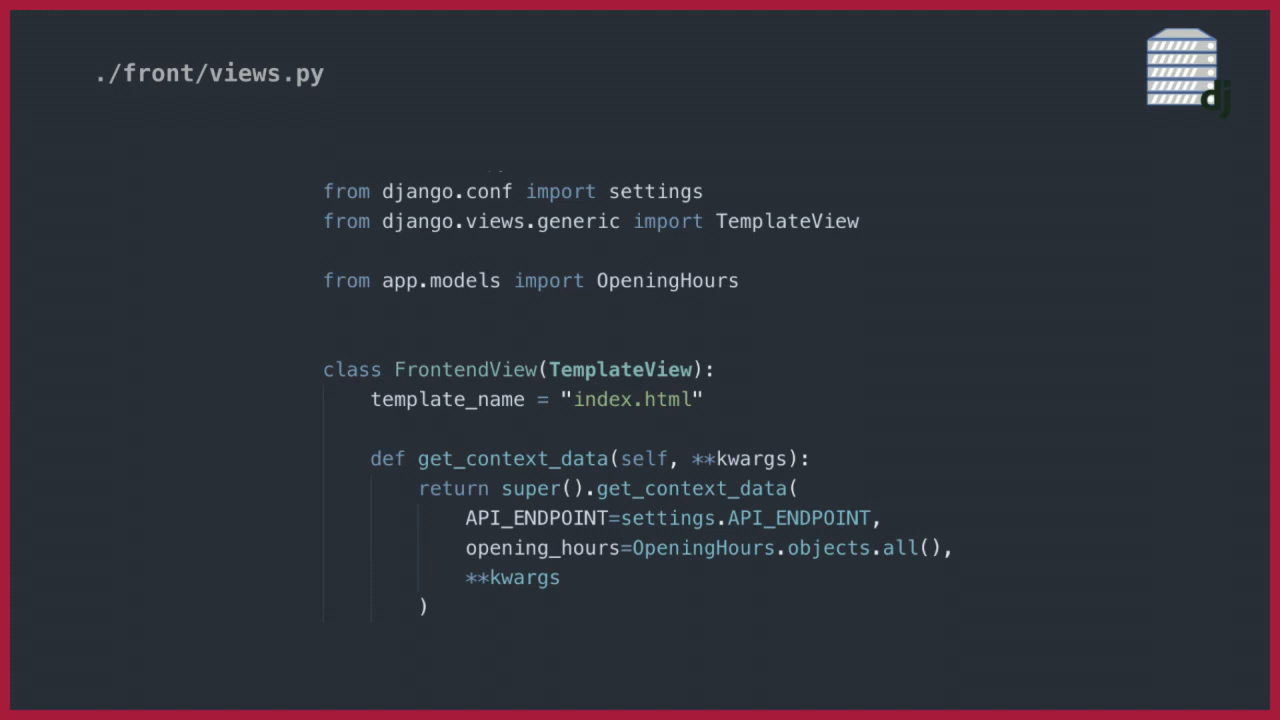 ./front/views.py
dj
from django.conf import settings
from django.views.generic import TemplateView
from app.models import OpeningHours
class FrontendView(TemplateView):
    template_name = "index.html"
    def get_context_data(self, **kwargs):
        return super().get_context_data(
            API_ENDPOINT=settings.API_ENDPOINT,
            opening_hours=OpeningHours.objects.all(),
            **kwargs
        )